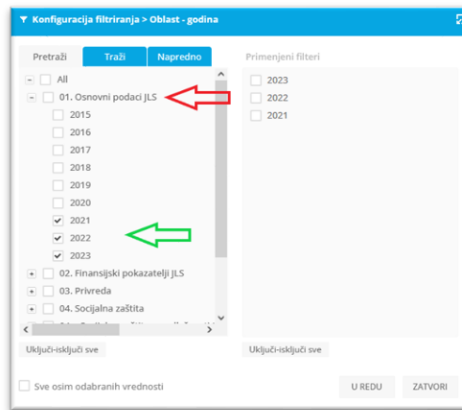 Konfiguracija filtriranja > Oblast - godina
Pretraži
Traži
Napredno
All
01. Osnovni podaci JLS
2015
2016
2017
2018
2019
2020
2021
2022
2023
02. Finansijski pokazatelji JLS
03. Privreda
04. Socijalna zaštita
Uključi-isključi sve
Primenjeni filteri
2023
2022
2021
Uključi-isključi sve
Sve osim odabranih vrednosti
U REDU
ZATVORI